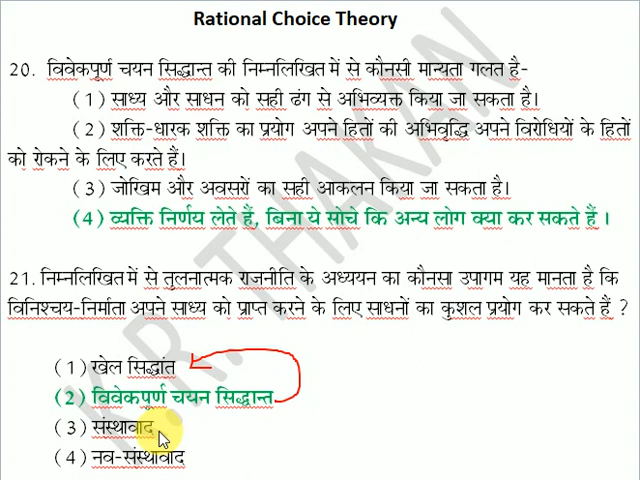 Rational Choice Theory
20. विवेकपूर्ण चयन सिद्धान्त की निम्नलिखित में से कौनसी मान्यता गलत है-
(1) साध्य और साधन को सही ढंग से अभिव्यक्त किया जा सकता है।
(2) शक्ति-धारक शक्ति का प्रयोग अपने हितों की अभिवृद्धि अपने विरोधियों के हितों
को रोकने के लिए करते हैं।
(3) जोखिम और अवसरों का सही आकलन किया जा सकता है।
(4) व्यक्ति निर्णय लेते हैं, बिना ये सोचे कि अन्य लोग क्या कर सकते हैं ।
21. निम्नलिखित में से तुलनात्मक राजनीति के अध्ययन का कौनसा उपागम यह मानता है कि
विनिश्चय-निर्माता अपने साध्य को प्राप्त करने के लिए साधनों का कुशल प्रयोग कर सकते हैं ?
(1) खेल सिद्धांत
(2) विवेकपूर्ण चयन सिद्धान्त
(3) संस्थावाद
(4) नव-संस्थावाद
K.R. THAKAN